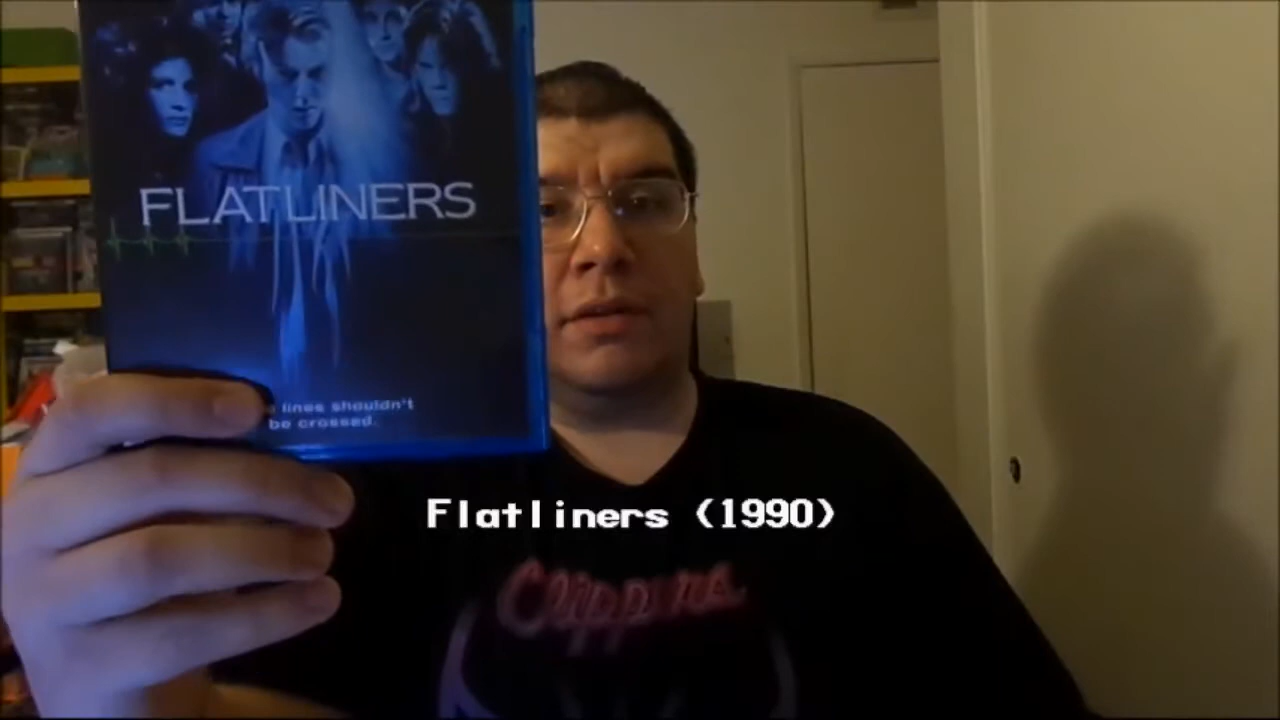 FLATLINERS
lines shouldn't
be crossed.
Flatliners (1990)
Clippers